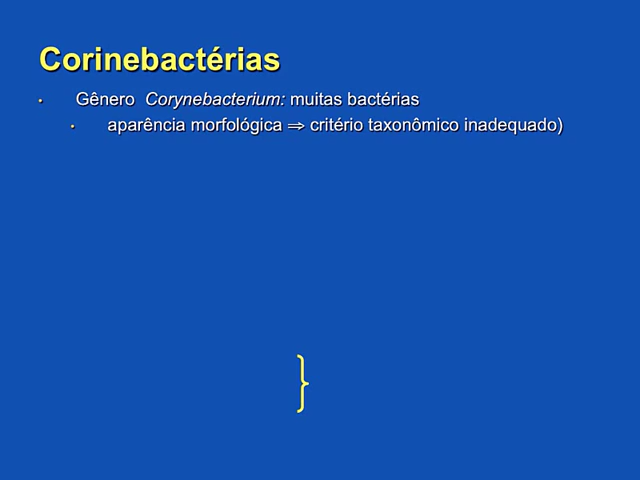 Corinebactérias
• Gênero Corynebacterium: muitas bactérias
• aparência morfológica ⇒ critério taxonômico inadequado)
}